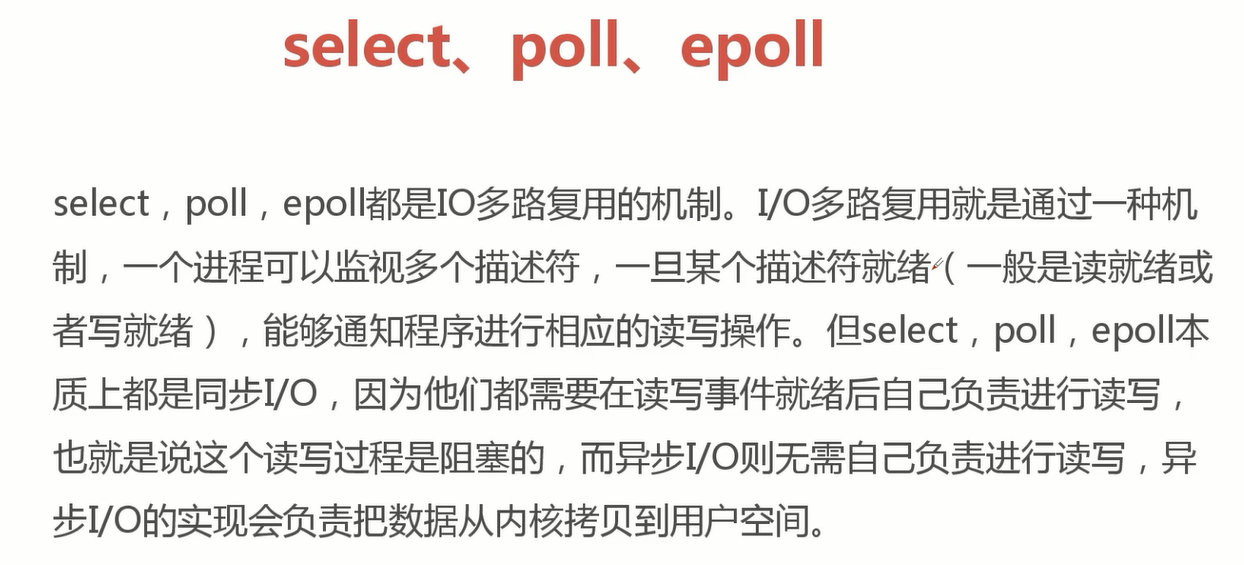 select、poll、epoll
select，poll，epoll都是IO多路复用的机制。I/O多路复用就是通过一种机
制，一个进程可以监视多个描述符，一旦某个描述符就绪（一般是读就绪或
者写就绪），能够通知程序进行相应的读写操作。但select，poll，epoll本
质上都是同步I/O，因为他们都需要在读写事件就绪后自己负责进行读写，
也就是说这个读写过程是阻塞的，而异步I/O则无需自己负责进行读写，异
步I/O的实现会负责把数据从内核拷贝到用户空间。